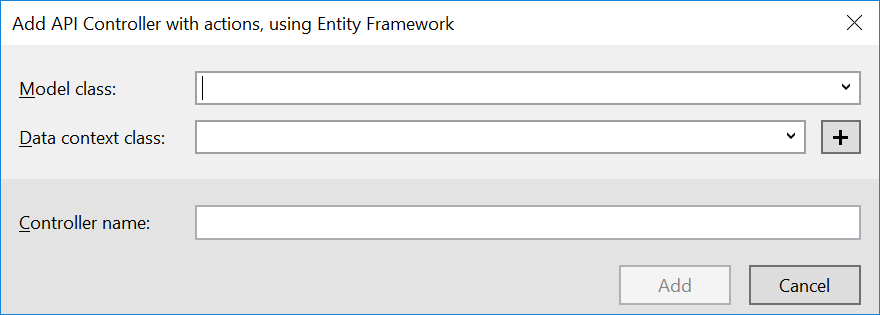 Add API Controller with actions, using Entity Framework
Model class:
Data context class:
Controller name:
Add
Cancel